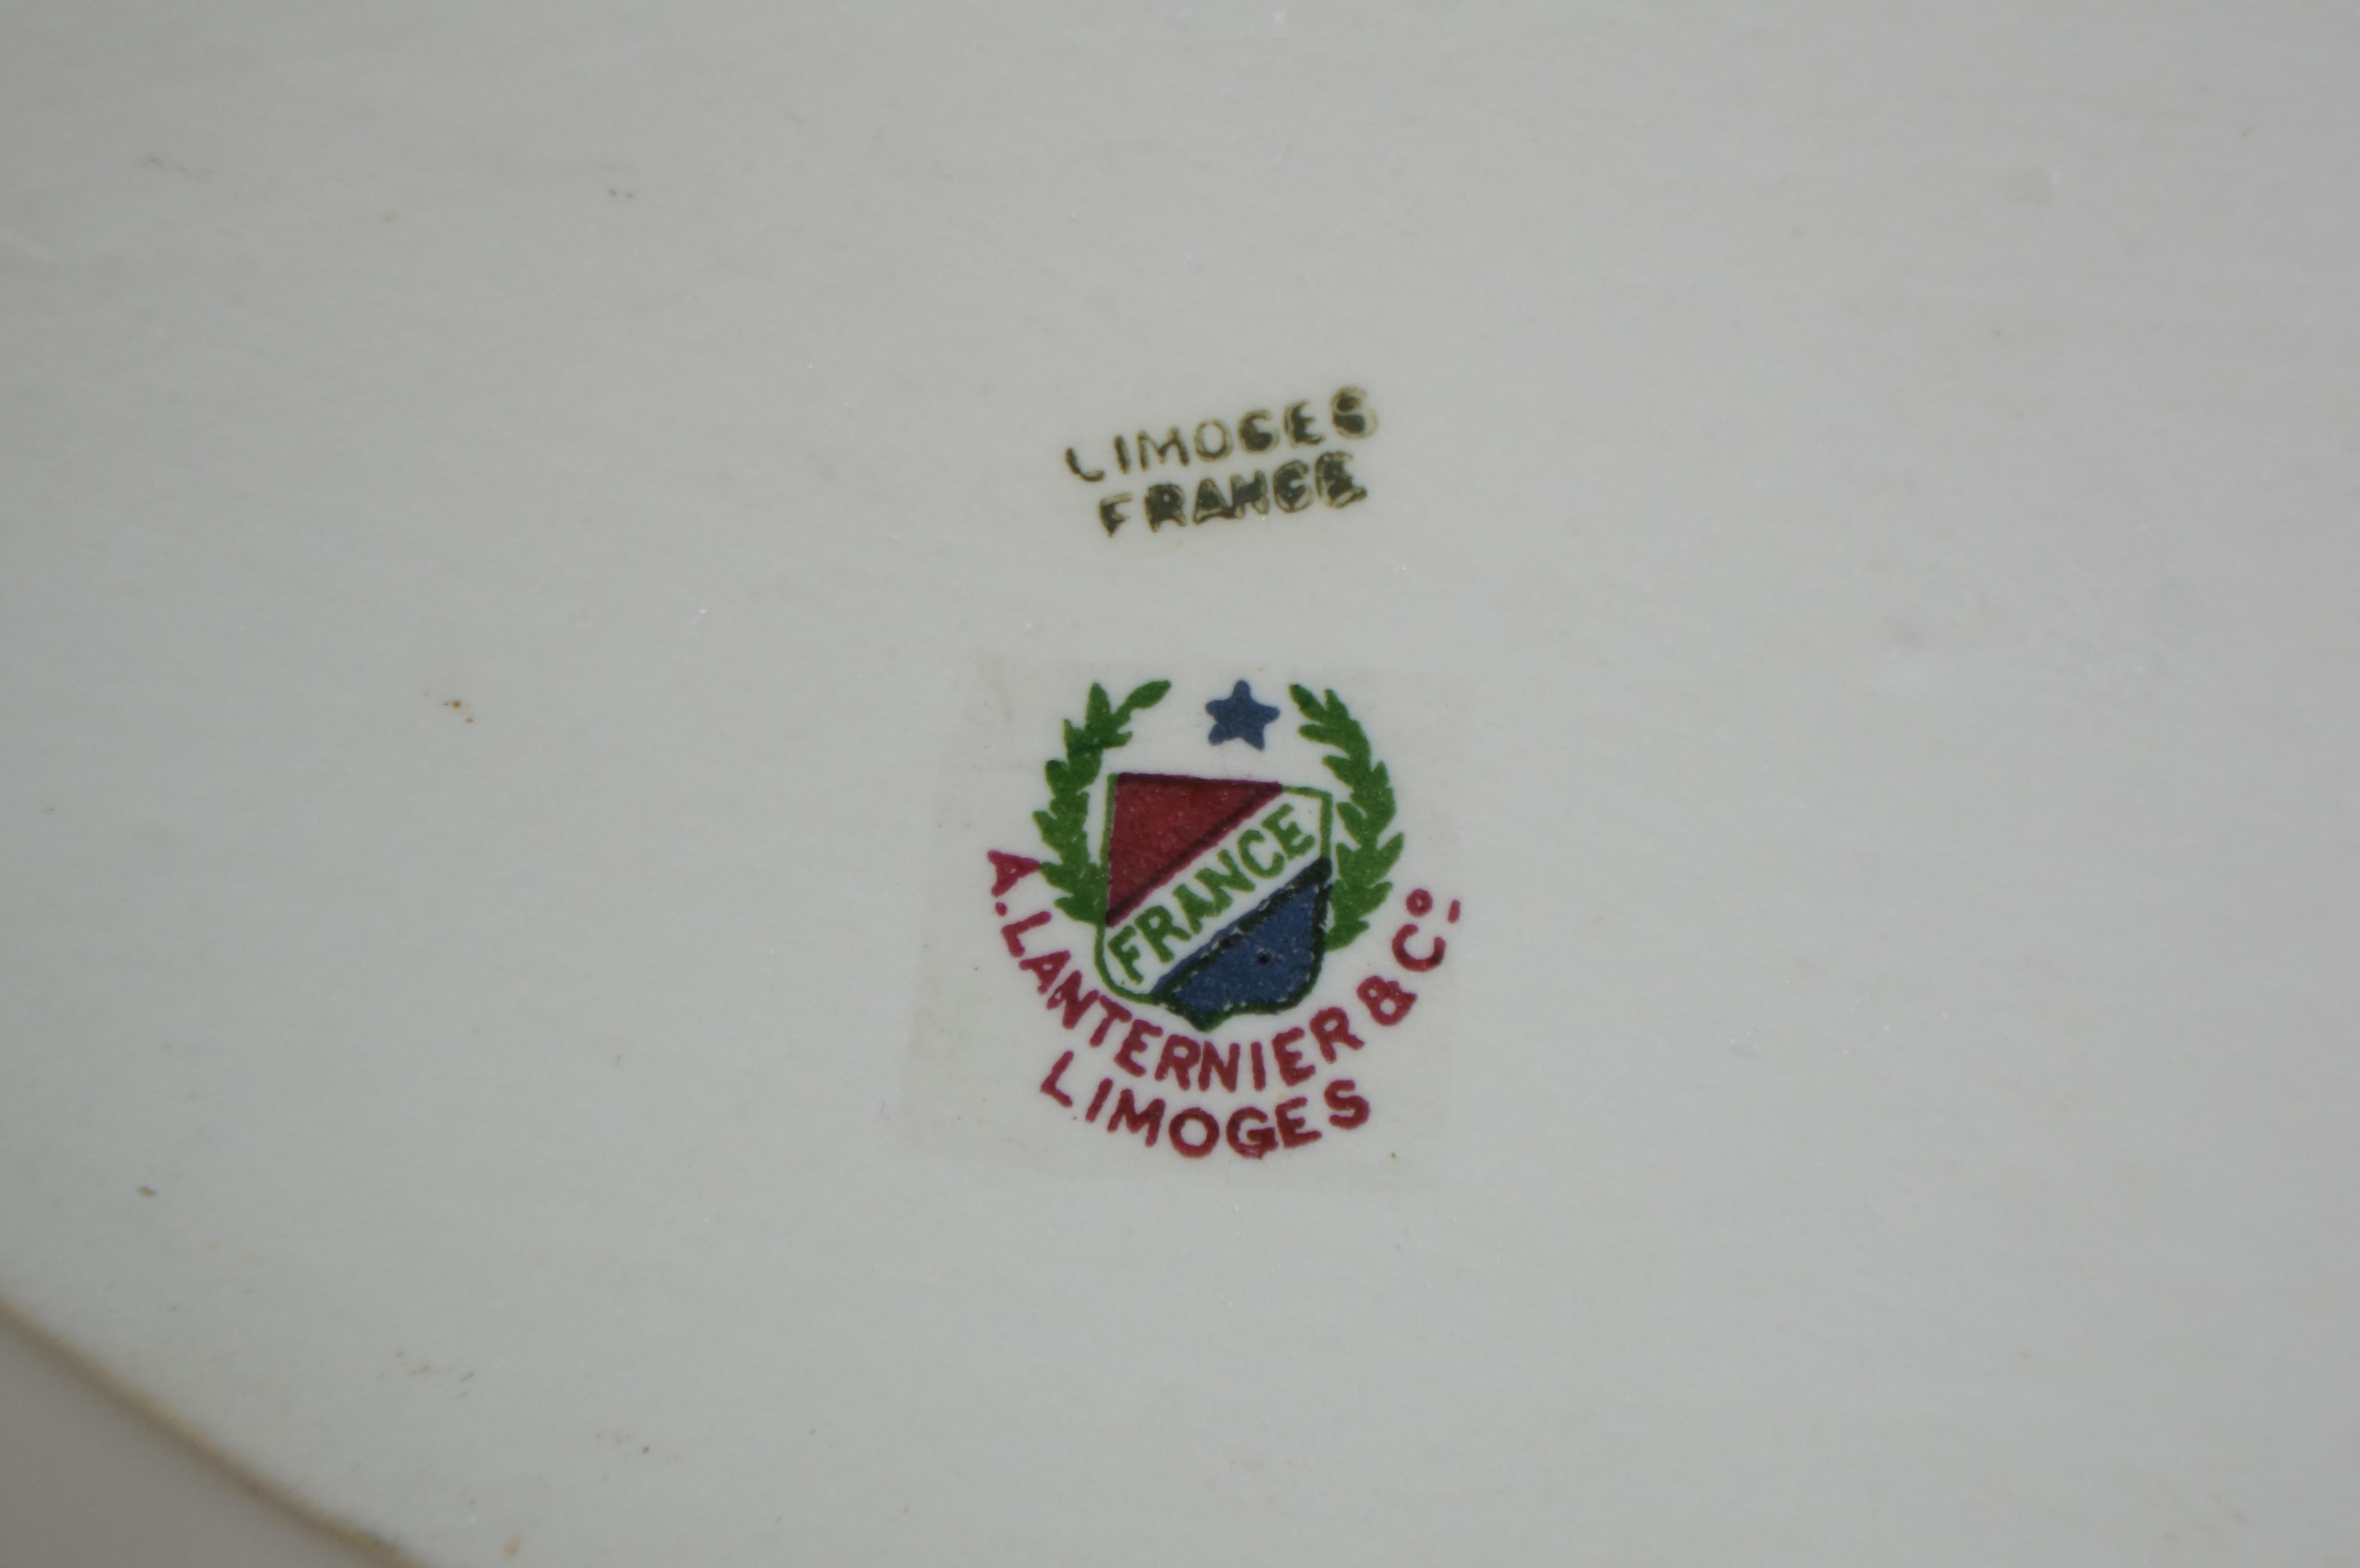 LIMOGES
FRANCE
FRANCE
A. LANTERNIER & Cº.
LIMOGES